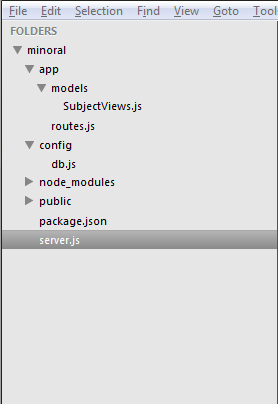 File Edit Selection Find View Goto Tool
FOLDERS
minoral
app
models
SubjectViews.js
routes.js
config
db.js
node_modules
public
package.json
server.js